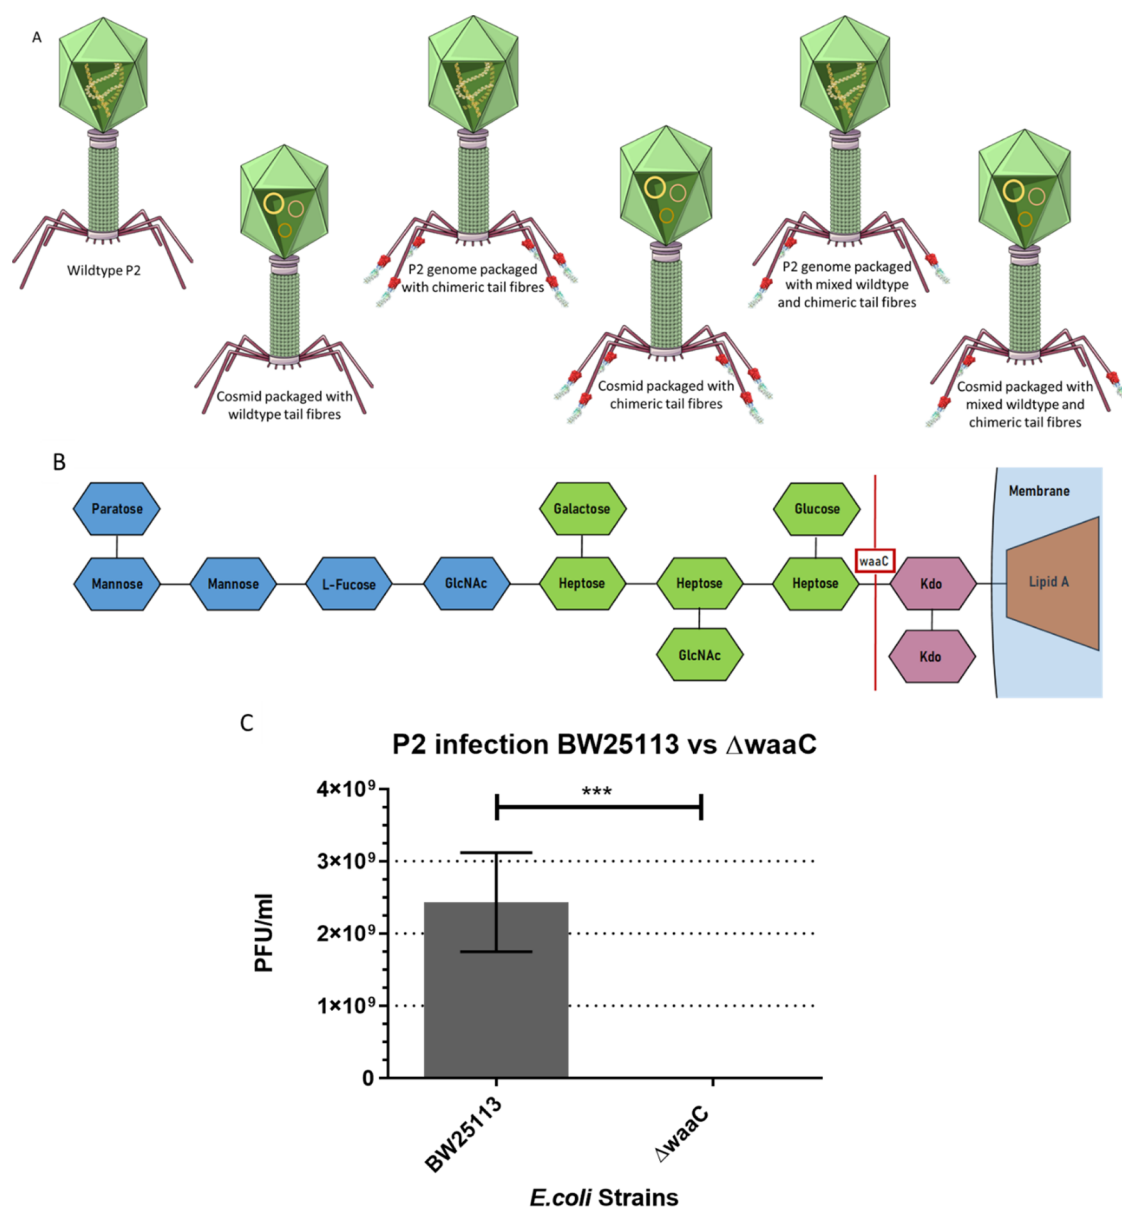 A
Wildtype P2
Cosmid packaged with
wildtype tail fibres
P2 genome packaged
with chimeric tail fibres
Cosmid packaged with
chimeric tail fibres
P2 genome packaged
with mixed wildtype
and chimeric tail fibres
Cosmid packaged with
mixed wildtype and
chimeric tail fibres
B
Paratose
Galactose
Glucose
Membrane
waaC
Mannose
Mannose
L-Fucose
GlcNAc
Heptose
Heptose
Heptose
Kdo
Lipid A
GlcNAc
Kdo
C
P2 infection BW25113 vs ΔwaaC
4×10⁹
***
3×10⁹
2×10⁹
1×10⁹
0
PFU/ml
BW25113
ΔwaaC
E.coli Strains